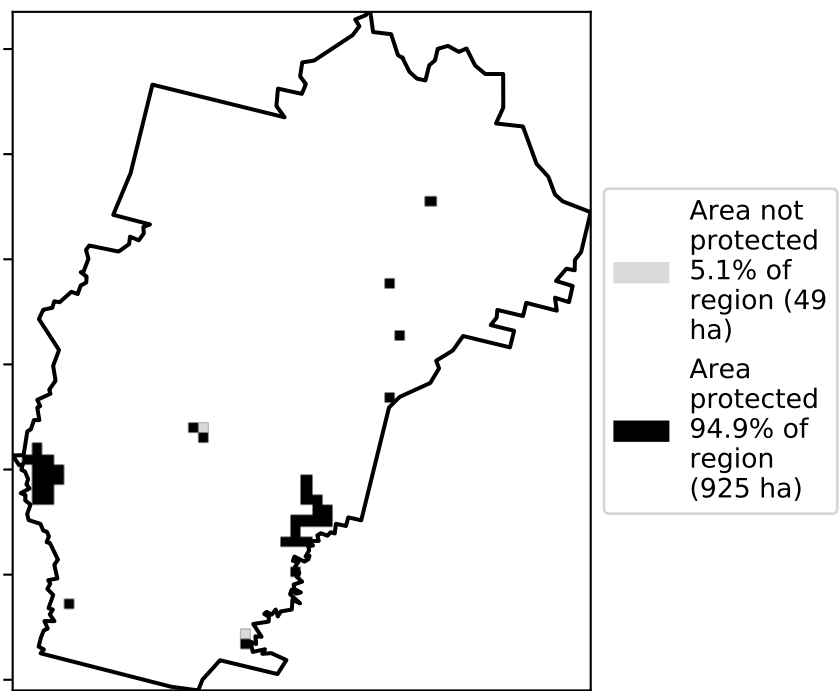 Area not
protected
5.1% of
region (49
ha)
Area
protected
94.9% of
region
(925 ha)